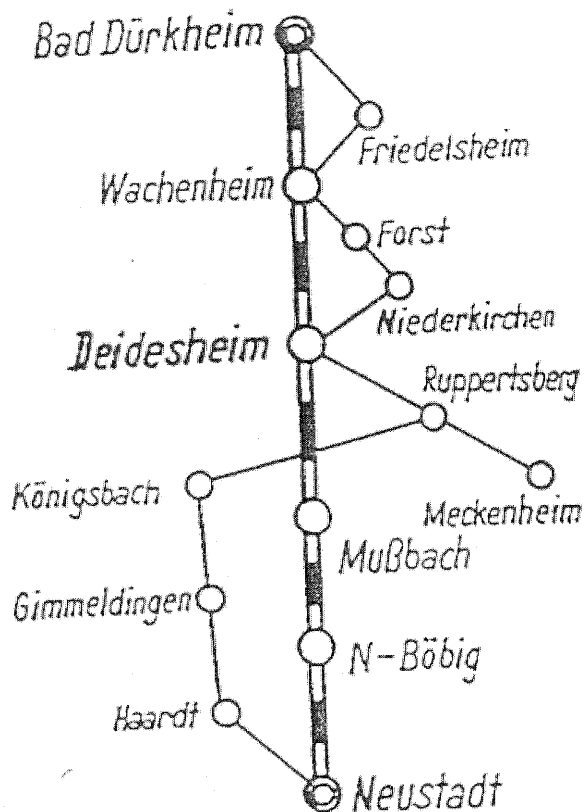 Bad Dürkheim
Friedelsheim
Wachenheim
Forst
Niederkirchen
Deidesheim
Ruppertsberg
Königsbach
Meckenheim
Mußbach
Gimmeldingen
N-Böbig
Haardt
Neustadt